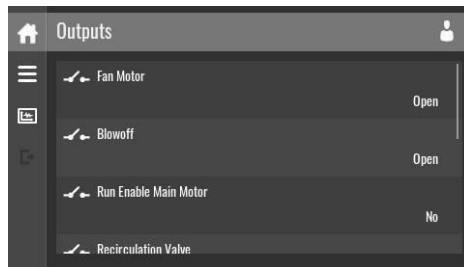 Outputs
Fan Motor
Open
Blowoff
Open
Run Enable Main Motor
No
Recirculation Valve